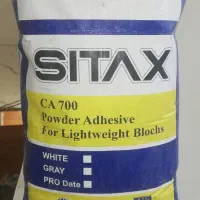 SITAX
CA 700
Powder Adhesive
For Lightweight Blochs
WHITE
GRAY
PRO Date